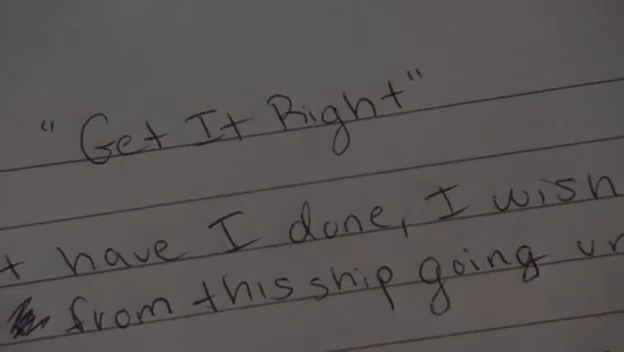 "Get It Right"
have I done, I wish
from this ship going